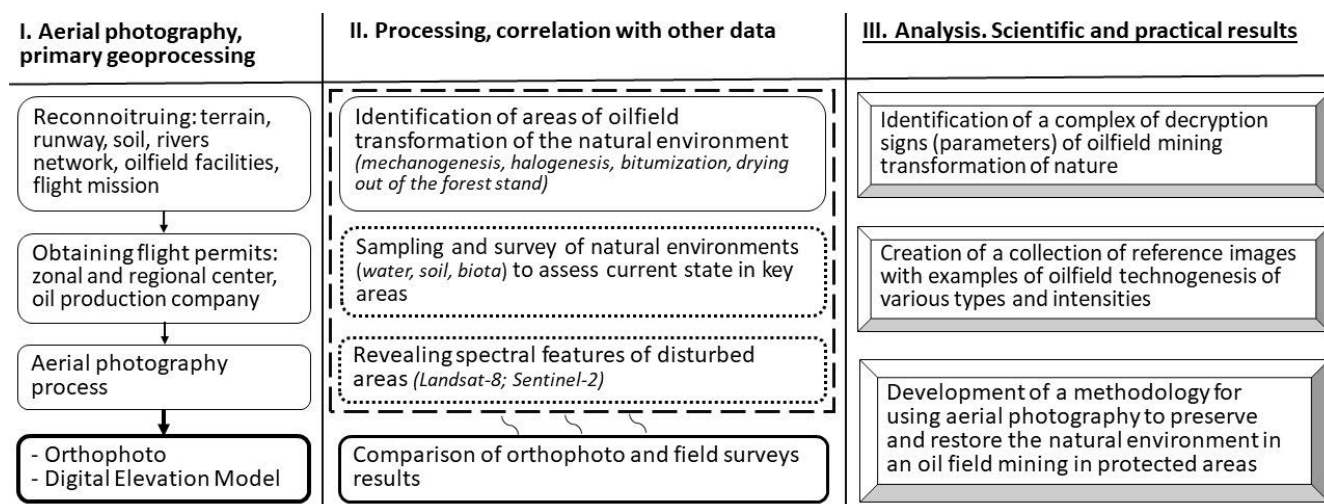 I. Aerial photography,
primary geoprocessing
Reconnoitruing: terrain,
runway, soil, rivers
network, oilfield facilities,
flight mission
Obtaining flight permits:
zonal and regional center,
oil production company
Aerial photography
process
- Orthophoto
- Digital Elevation Model
II. Processing, correlation with other data
Identification of areas of oilfield
transformation of the natural environment
(mechanogenesis, halogenesis, bitumization, drying
out of the forest stand)
Sampling and survey of natural environments
(water, soil, biota) to assess current state in key
areas
Revealing spectral features of disturbed
areas (Landsat-8; Sentinel-2)
Comparison of orthophoto and field surveys
results
III. Analysis. Scientific and practical results
Identification of a complex of decryption
signs (parameters) of oilfield mining
transformation of nature
Creation of a collection of reference images
with examples of oilfield technogenesis of
various types and intensities
Development of a methodology for
using aerial photography to preserve
and restore the natural environment in
an oil field mining in protected areas